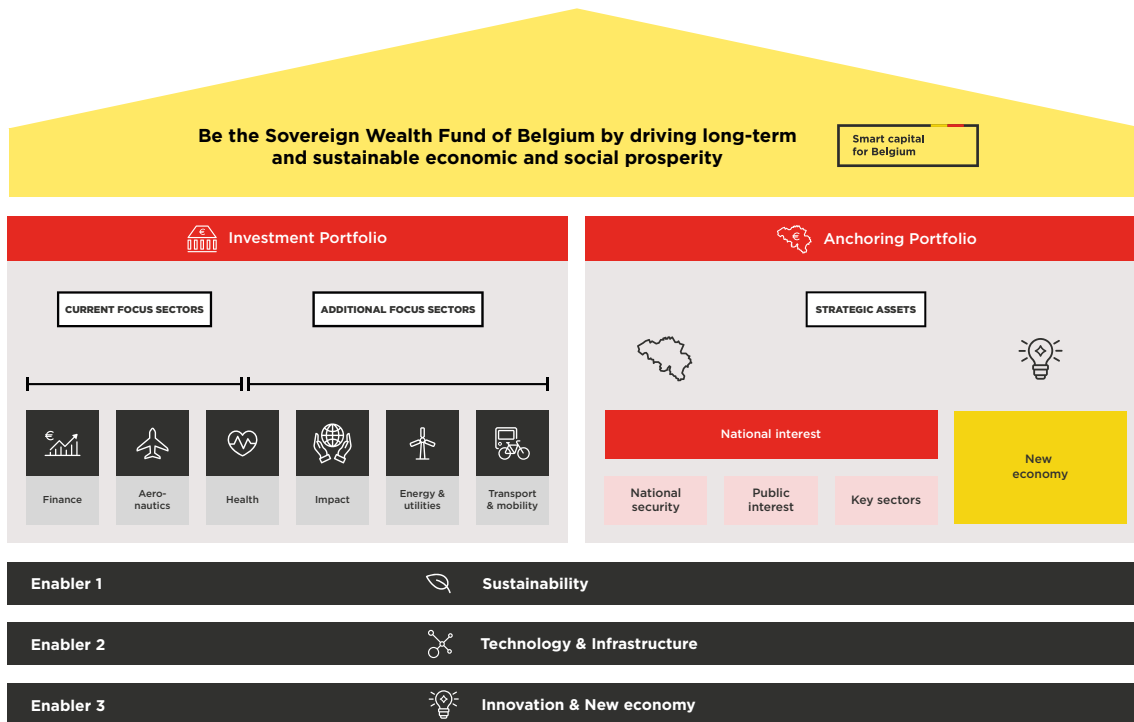 Be the Sovereign Wealth Fund of Belgium by driving long-term
and sustainable economic and social prosperity
Smart capital
for Belgium
€
Investment Portfolio
CURRENT FOCUS SECTORS
ADDITIONAL FOCUS SECTORS
€
Finance
Aero-
nautics
Health
Impact
Energy &
utilities
Transport
& mobility
€
Anchoring Portfolio
STRATEGIC ASSETS
National interest
National
security
Public
interest
Key sectors
New
economy
Enabler 1
Sustainability
Enabler 2
Technology & Infrastructure
Enabler 3
Innovation & New economy